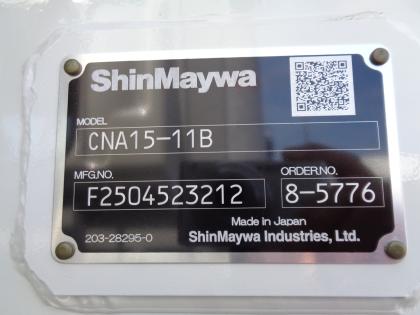 ShinMaywa
MODEL
CNA15-11B
MFG.NO. ORDER.NO.
F2504523212 8-5776
Made in Japan
203-28295-0 ShinMaywa Industries, Ltd.